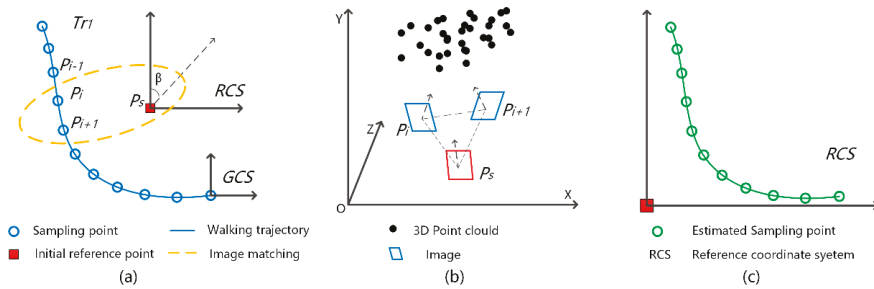 Tr1
Pi-1
Pi
Pi+1
β
Ps
RCS
GCS
Sampling point
Walking trajectory
Initial reference point
Image matching
(a)
Y
Z
Pi
Pi+1
Ps
O
X
3D Point clould
Image
(b)
RCS
Estimated Sampling point
RCS Reference coordinate syetem
(c)